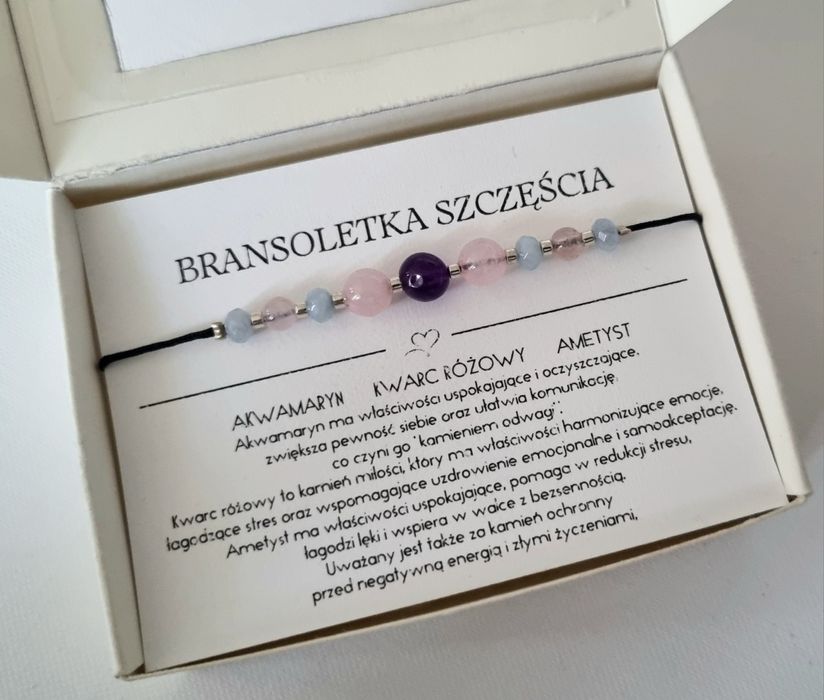 BRANSOLETKA SZCZĘŚCIA
AKWAMARYN KWARC RÓŻOWY AMETYST
Akwamaryn ma właściwości uspokajające i oczyszczające,
zwiększa pewność siebie oraz ułatwia komunikację,
co czyni go "kamieniem odwagi".
Kwarc różowy to kamień miłości, który ma właściwości harmonizujące emocje,
łagodzące stres oraz wspomagające uzdrowienie emocjonalne i samoakceptację.
Ametyst ma właściwości uspokajające, pomaga w redukcji stresu,
łagodzi lęki i wspiera w walce z bezsennością.
Uważany jest także za kamień ochronny
przed negatywną energią i złymi życzeniami,